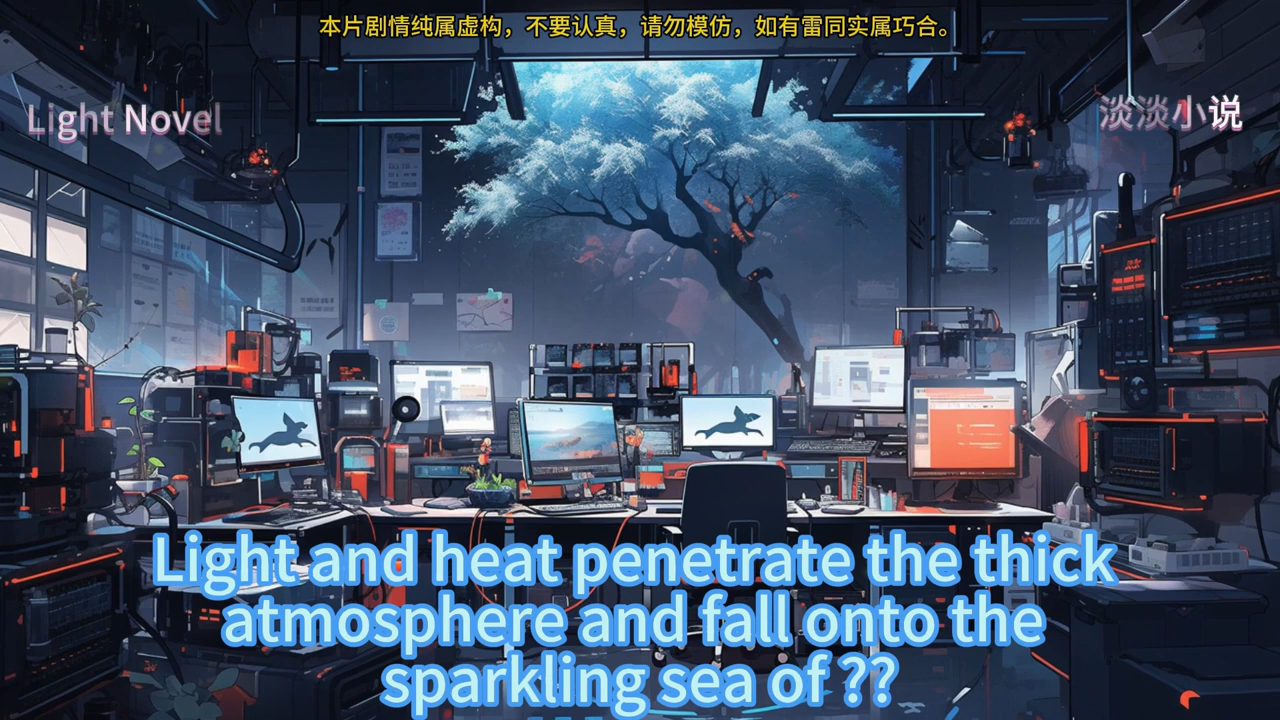 本片剧情纯属虚构，不要认真，请勿模仿，如有雷同实属巧合。
Light Novel
淡淡小说
Light and heat penetrate the thick
atmosphere and fall onto the
sparkling sea of ??